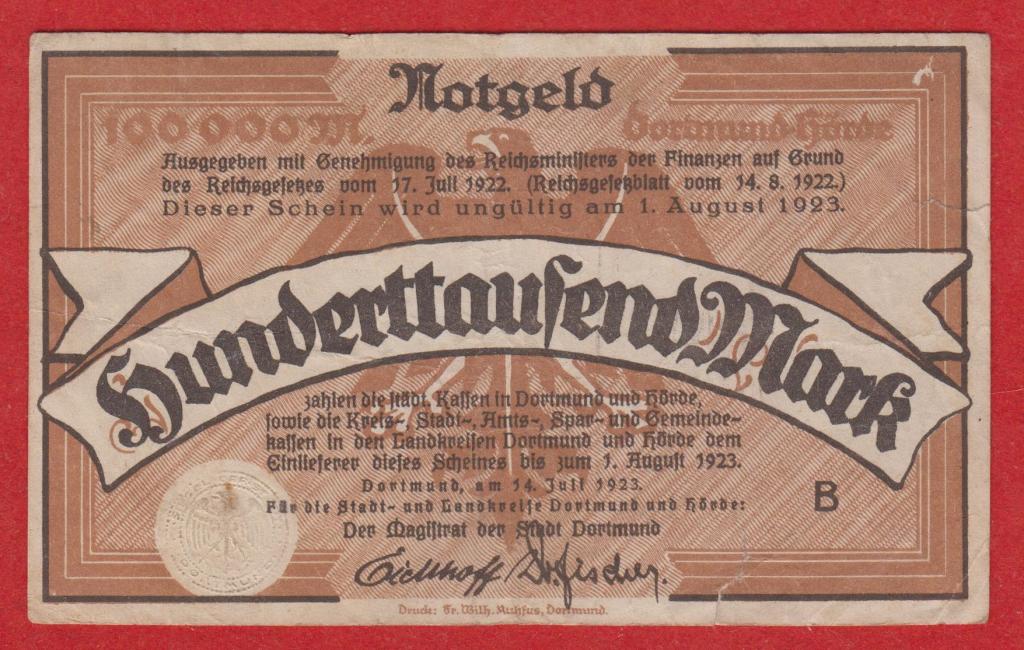 Notgeld
100000 M. Dortmund-Hörde
Ausgegeben mit Genehmigung des Reichsministers der Finanzen auf Grund
des Reichsgesetzes vom 17. Juli 1922. (Reichsgesetzblatt vom 14. 8. 1922.)
Dieser Schein wird ungültig am 1. August 1923.
Hunderttausend Mark
zahlen die städt. Kassen in Dortmund und Hörde,
sowie die Kreis-, Stadt-, Amts-, Spar- und Gemeinde-
kassen in den Landkreisen Dortmund und Hörde dem
Einlieferer dieses Scheines bis zum 1. August 1923.
Dortmund, am 14. Juli 1923.
Für die Stadt- und Landkreise Dortmund und Hörde:
B
Der Magistrat der Stadt Dortmund
Eichhoff Dr. Fischer.
Druck: Fr. Wilh. Ruhfus, Dortmund.